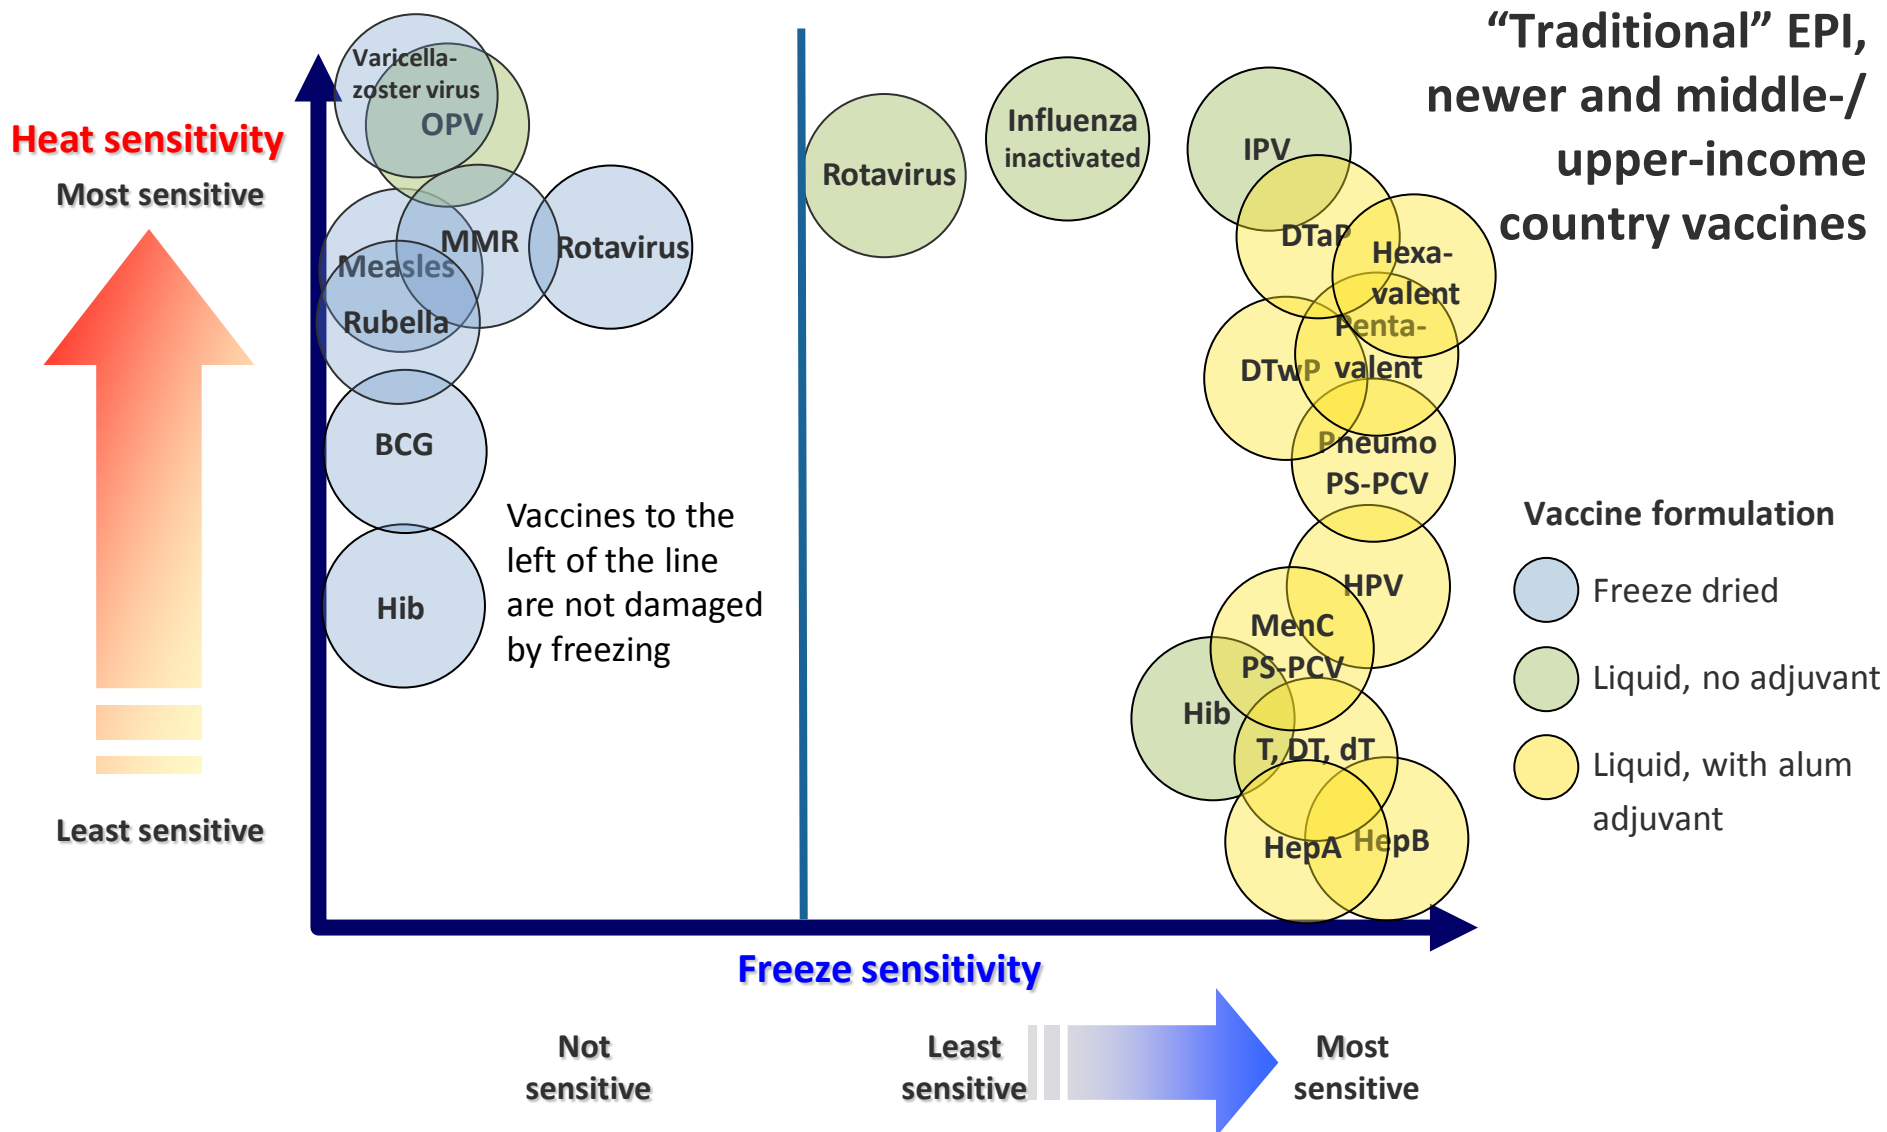 “Traditional” EPI,
newer and middle-/
upper-income
country vaccines
Heat sensitivity
Most sensitive
Least sensitive
Varicella-
zoster virus
OPV
MMR
Rotavirus
Measles
Rubella
BCG
Hib
Vaccines to the
left of the line
are not damaged
by freezing
Rotavirus
Influenza
inactivated
IPV
DTaP
Hexa-
valent
Penta-
valent
DTwP
Pneumo
PS-PCV
HPV
MenC
PS-PCV
Hib
T, DT, dT
HepA
HepB
Vaccine formulation
Freeze dried
Liquid, no adjuvant
Liquid, with alum
adjuvant
Freeze sensitivity
Not
sensitive
Least
sensitive
Most
sensitive